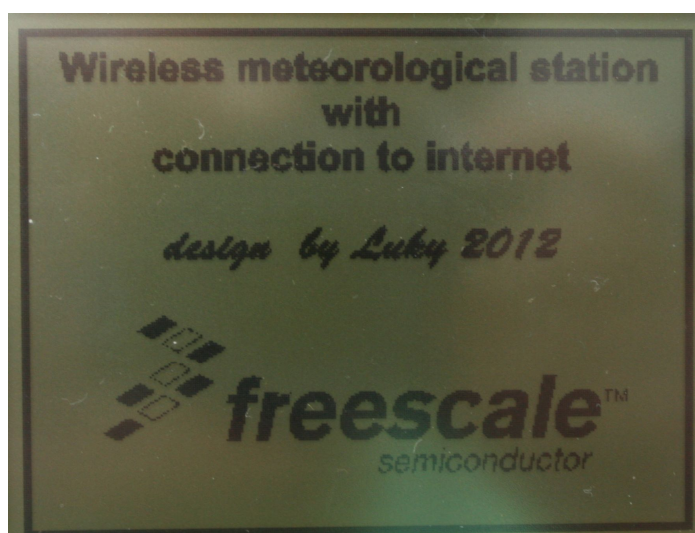 Wireless meteorological station
with
connection to internet
design by Luky 2012
freescale™
semiconductor